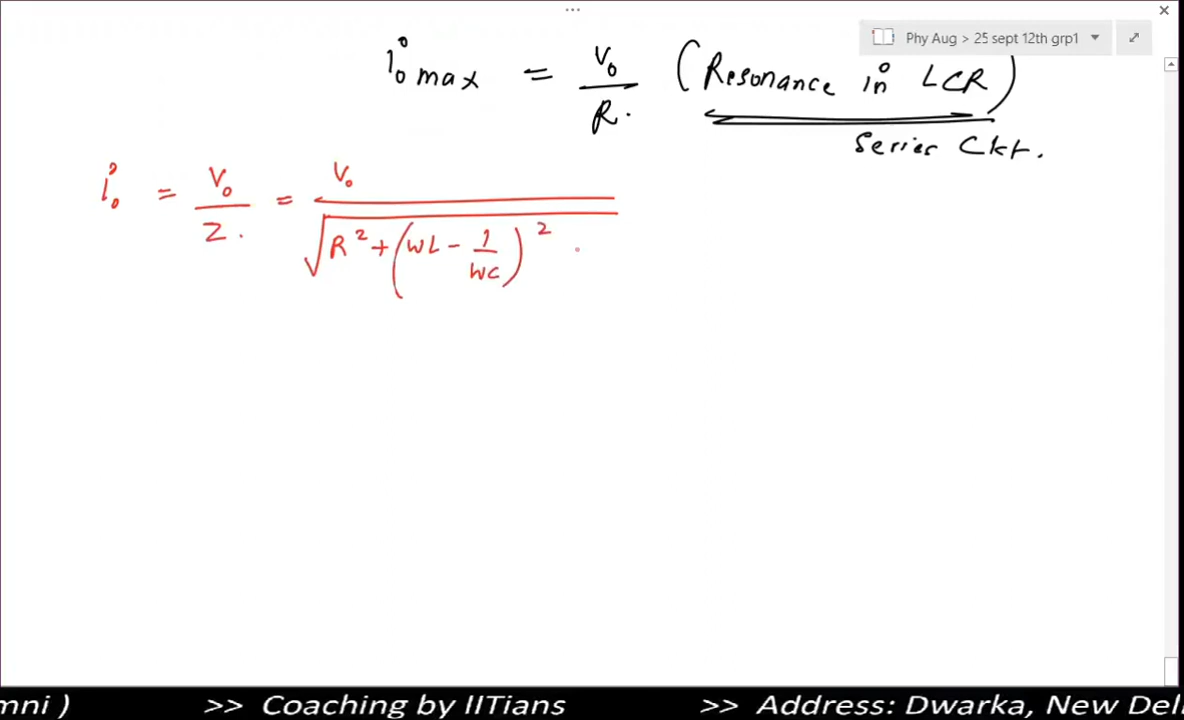 Phy Aug > 25 sept 12th grp1
i₀ max = V₀/R. (Resonance in LCR)
Series Ckt.
i₀ = V₀/Z. = V₀/√(R² + (WL - 1/WC)²)
mni ) >> Coaching by IITians >> Address: Dwarka, New Del